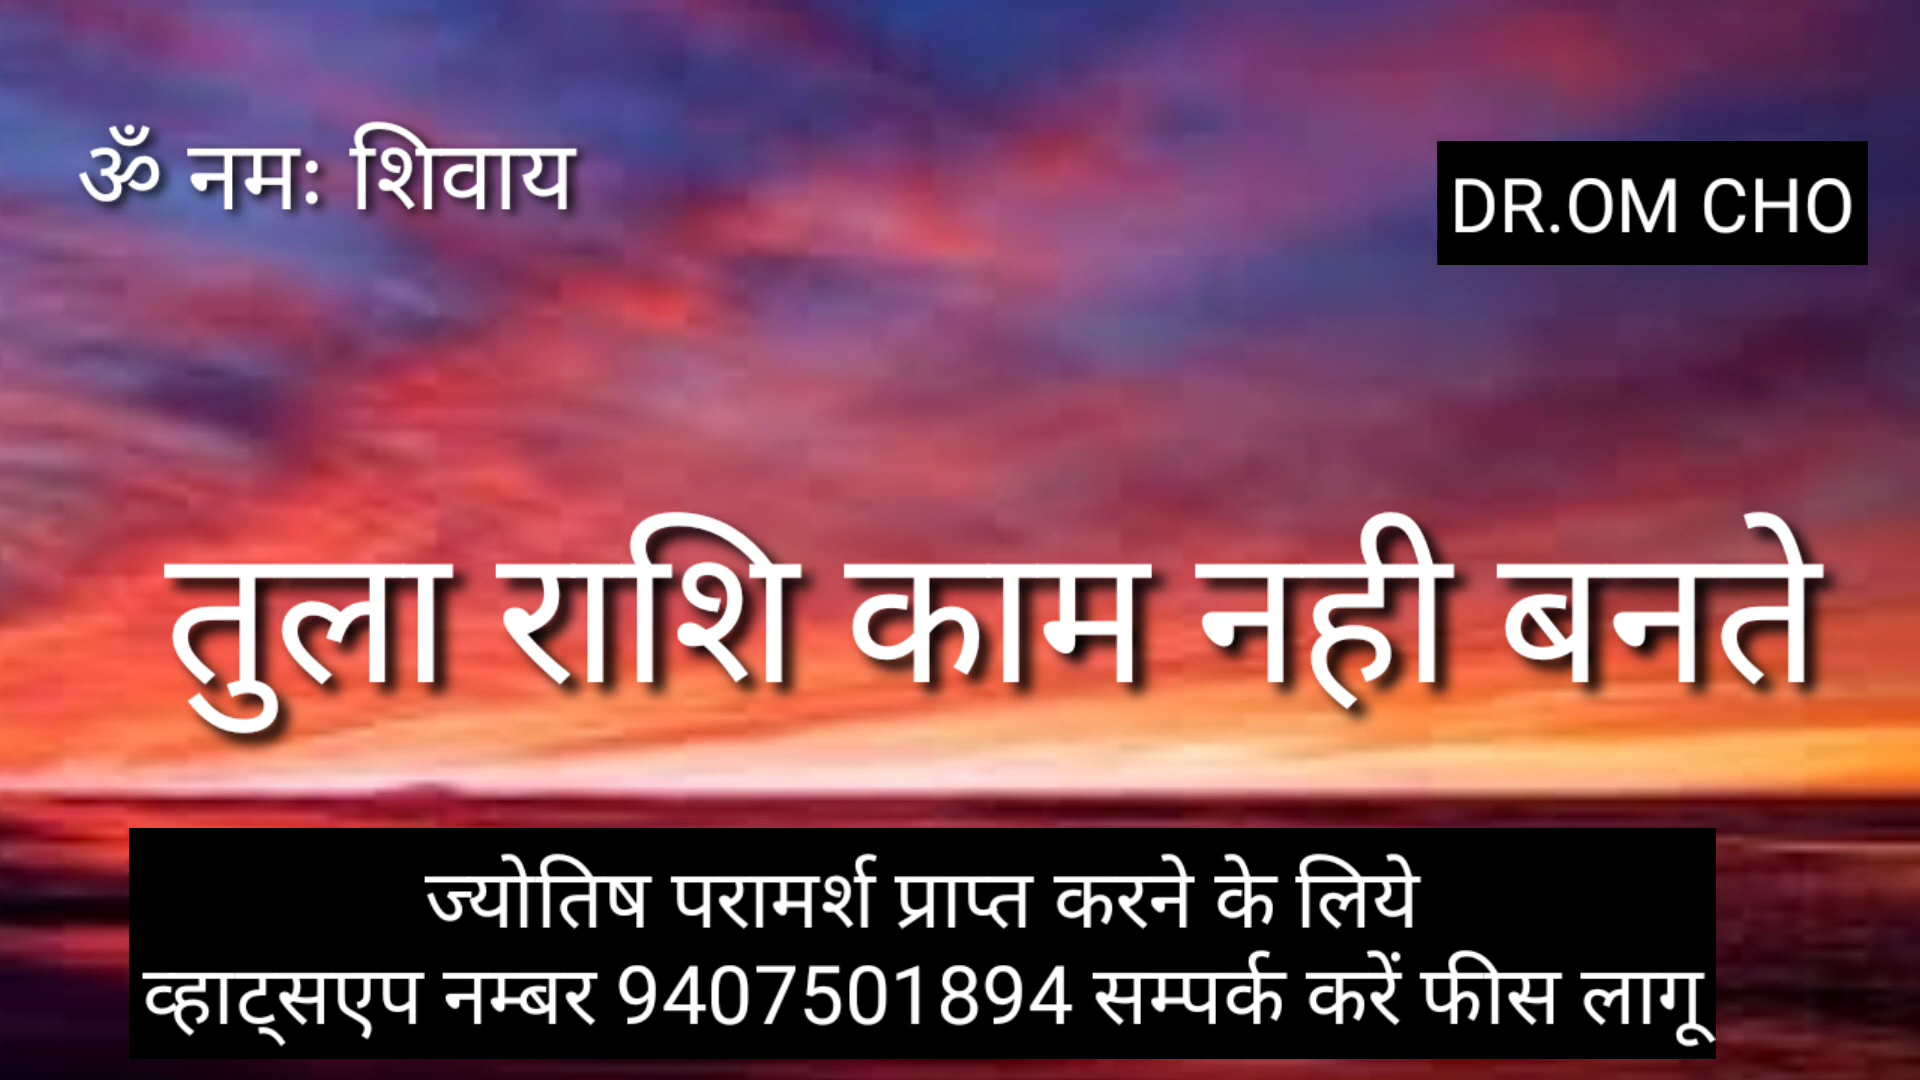 ॐ नमः शिवाय
DR.OM CHO
तुला राशि काम नही बनते
ज्योतिष परामर्श प्राप्त करने के लिये
व्हाट्सएप नम्बर 9407501894 सम्पर्क करें फीस लागू